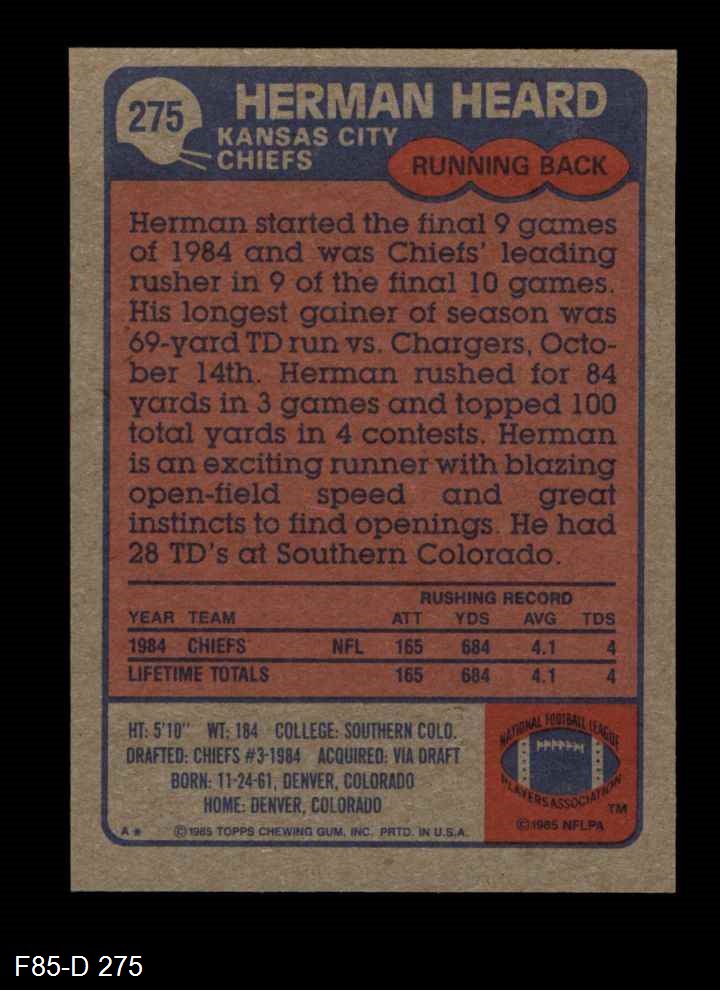 275
HERMAN HEARD
KANSAS CITY
CHIEFS
RUNNING BACK
Herman started the final 9 games
of 1984 and was Chiefs' leading
rusher in 9 of the final 10 games.
His longest gainer of season was
69-yard TD run vs. Chargers, Octo-
ber 14th. Herman rushed for 84
yards in 3 games and topped 100
total yards in 4 contests. Herman
is an exciting runner with blazing
open-field speed and great
instincts to find openings. He had
28 TD's at Southern Colorado.
RUSHING RECORD
YEAR TEAM ATT YDS AVG TDS
1984 CHIEFS NFL 165 684 4.1 4
LIFETIME TOTALS 165 684 4.1 4
HT: 5'10" WT: 184 COLLEGE: SOUTHERN COLO.
DRAFTED: CHIEFS #3-1984 ACQUIRED: VIA DRAFT
BORN: 11-24-61, DENVER, COLORADO
HOME: DENVER, COLORADO
A* ©1985 TOPPS CHEWING GUM, INC. PRTD. IN U.S.A.
NATIONAL FOOTBALL LEAGUE
PLAYERS ASSOCIATION
TM
©1985 NFLPA
F85-D 275